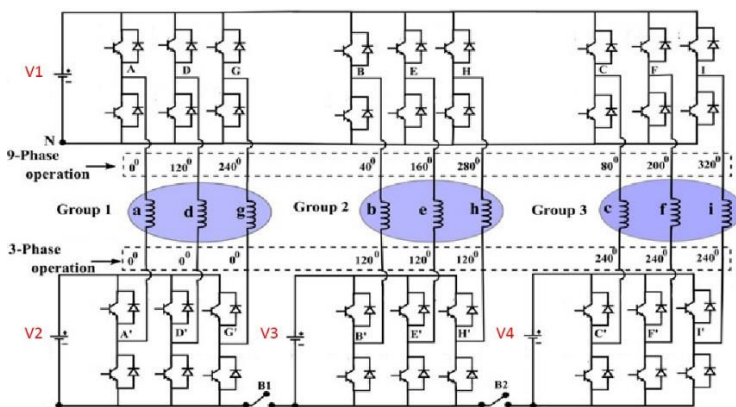 A D G B E H C F I
V1
N
9-Phase operation 0⁰ 120⁰ 240⁰ 40⁰ 160⁰ 280⁰ 80⁰ 200⁰ 320⁰
Group 1 a d g Group 2 b e h Group 3 c f i
3-Phase operation 0⁰ 0⁰ 0⁰ 120⁰ 120⁰ 120⁰ 240⁰ 240⁰ 240⁰
V2 A' D' G' V3 B' E' H' V4 C' F' I'
B1 B2